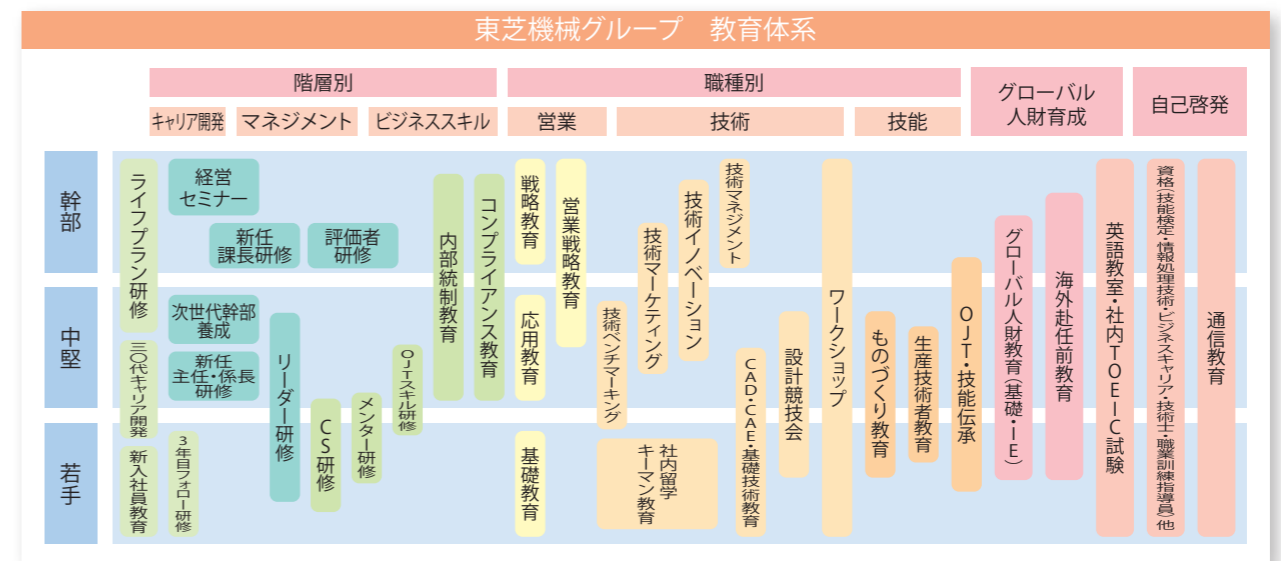 東芝機械グループ　教育体系
階層別
職種別
グローバル
人財育成
自己啓発
キャリア開発
マネジメント
ビジネススキル
営業
技術
技能
幹部
中堅
若手
ライフプラン研修
三〇代キャリア開発
新入社員教育
経営
セミナー
新任
課長研修
評価者
研修
次世代幹部
養成
新任
主任・係長
研修
3年目フォロー研修
リーダー研修
CS研修
メンター研修
OJTスキル研修
内部統制教育
コンプライアンス教育
戦略教育
応用教育
基礎教育
営業戦略教育
技術ベンチマーキング
技術マーケティング
技術イノベーション
技術マネジメント
社内留学
キーマン教育
CAD・CAE・基礎技術教育
設計競技会
ワークショップ
ものづくり教育
生産技術者教育
OJT・技能伝承
グローバル人財教育（基礎・IE）
海外赴任前教育
英語教室・社内TOEIC試験
資格（技能検定・情報処理技術・ビジネスキャリア・技術士・職業訓練指導員）他
通信教育